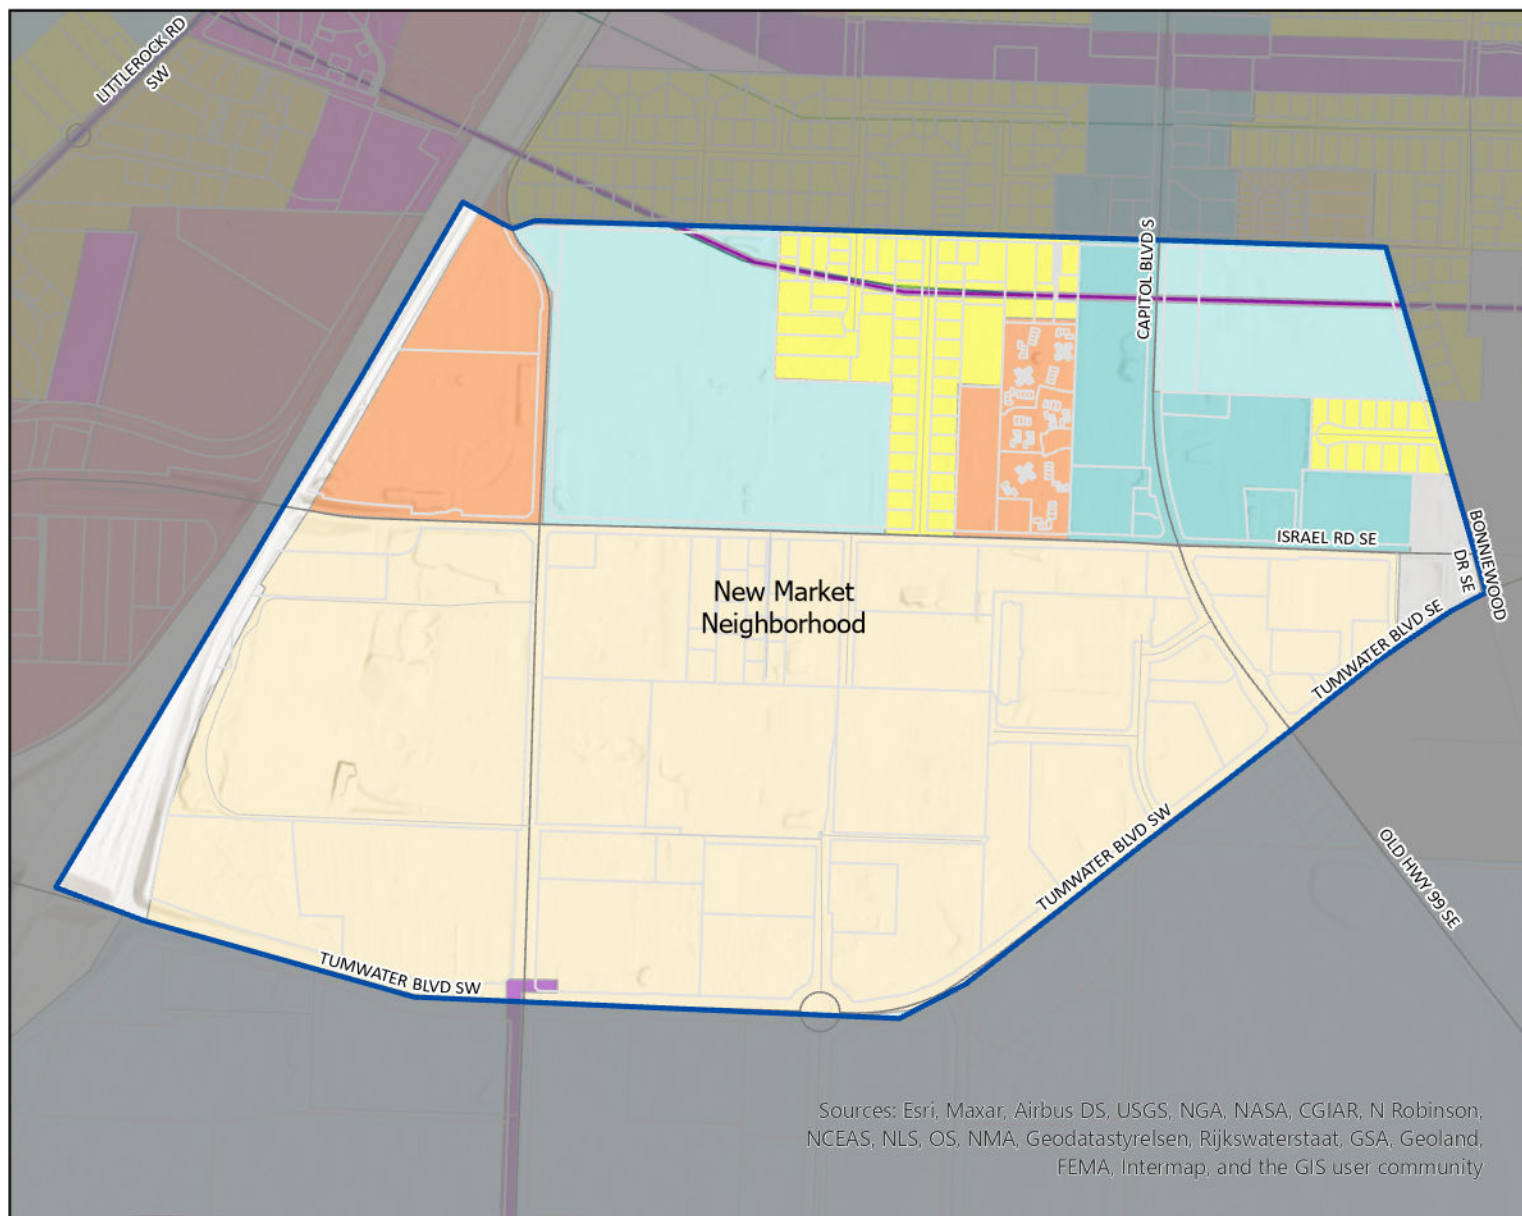 LITTLEROCK RD
SW
CAPITOL BLVD S
ISRAEL RD SE
BONNIEWOOD
DR SE
New Market
Neighborhood
TUMWATER BLVD SE
TUMWATER BLVD SW
OLD HWY 99 SE
TUMWATER BLVD SW
Sources: Esri, Maxar, Airbus DS, USGS, NGA, NASA, CGIAR, N Robinson,
NCEAS, NLS, OS, NMA, Geodatastyrelsen, Rijkswaterstaat, GSA, Geoland,
FEMA, Intermap, and the GIS user community